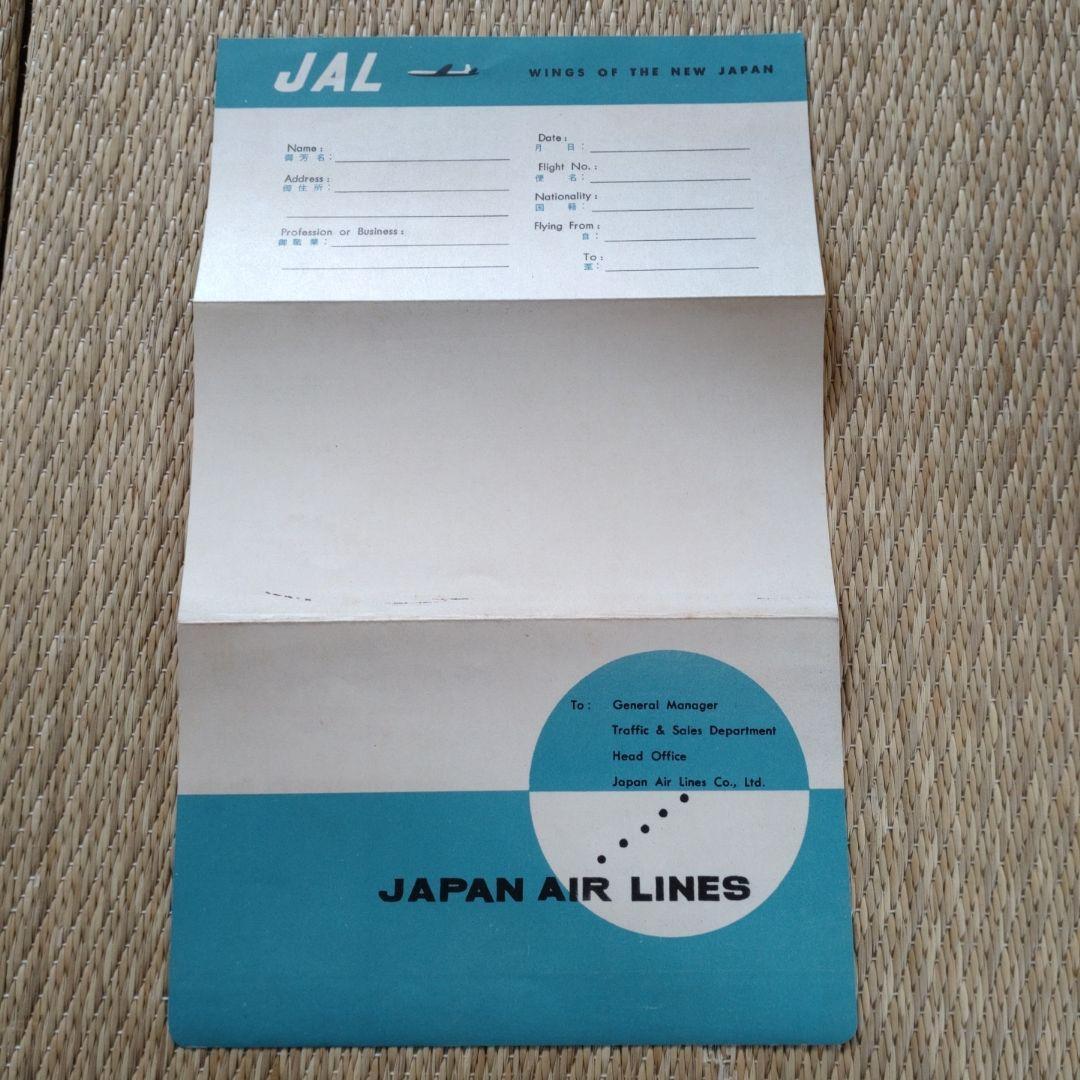 JAL
WINGS OF THE NEW JAPAN
Name :
御 芳 名 :
Address :
御 住 所 :
Profession or Business :
御 職 業 :
Date :
月 日 :
Flight No. :
便 名 :
Nationality :
国 籍 :
Flying From :
自 :
To :
至 :
To : General Manager
Traffic & Sales Department
Head Office
Japan Air Lines Co., Ltd.
JAPAN AIR LINES